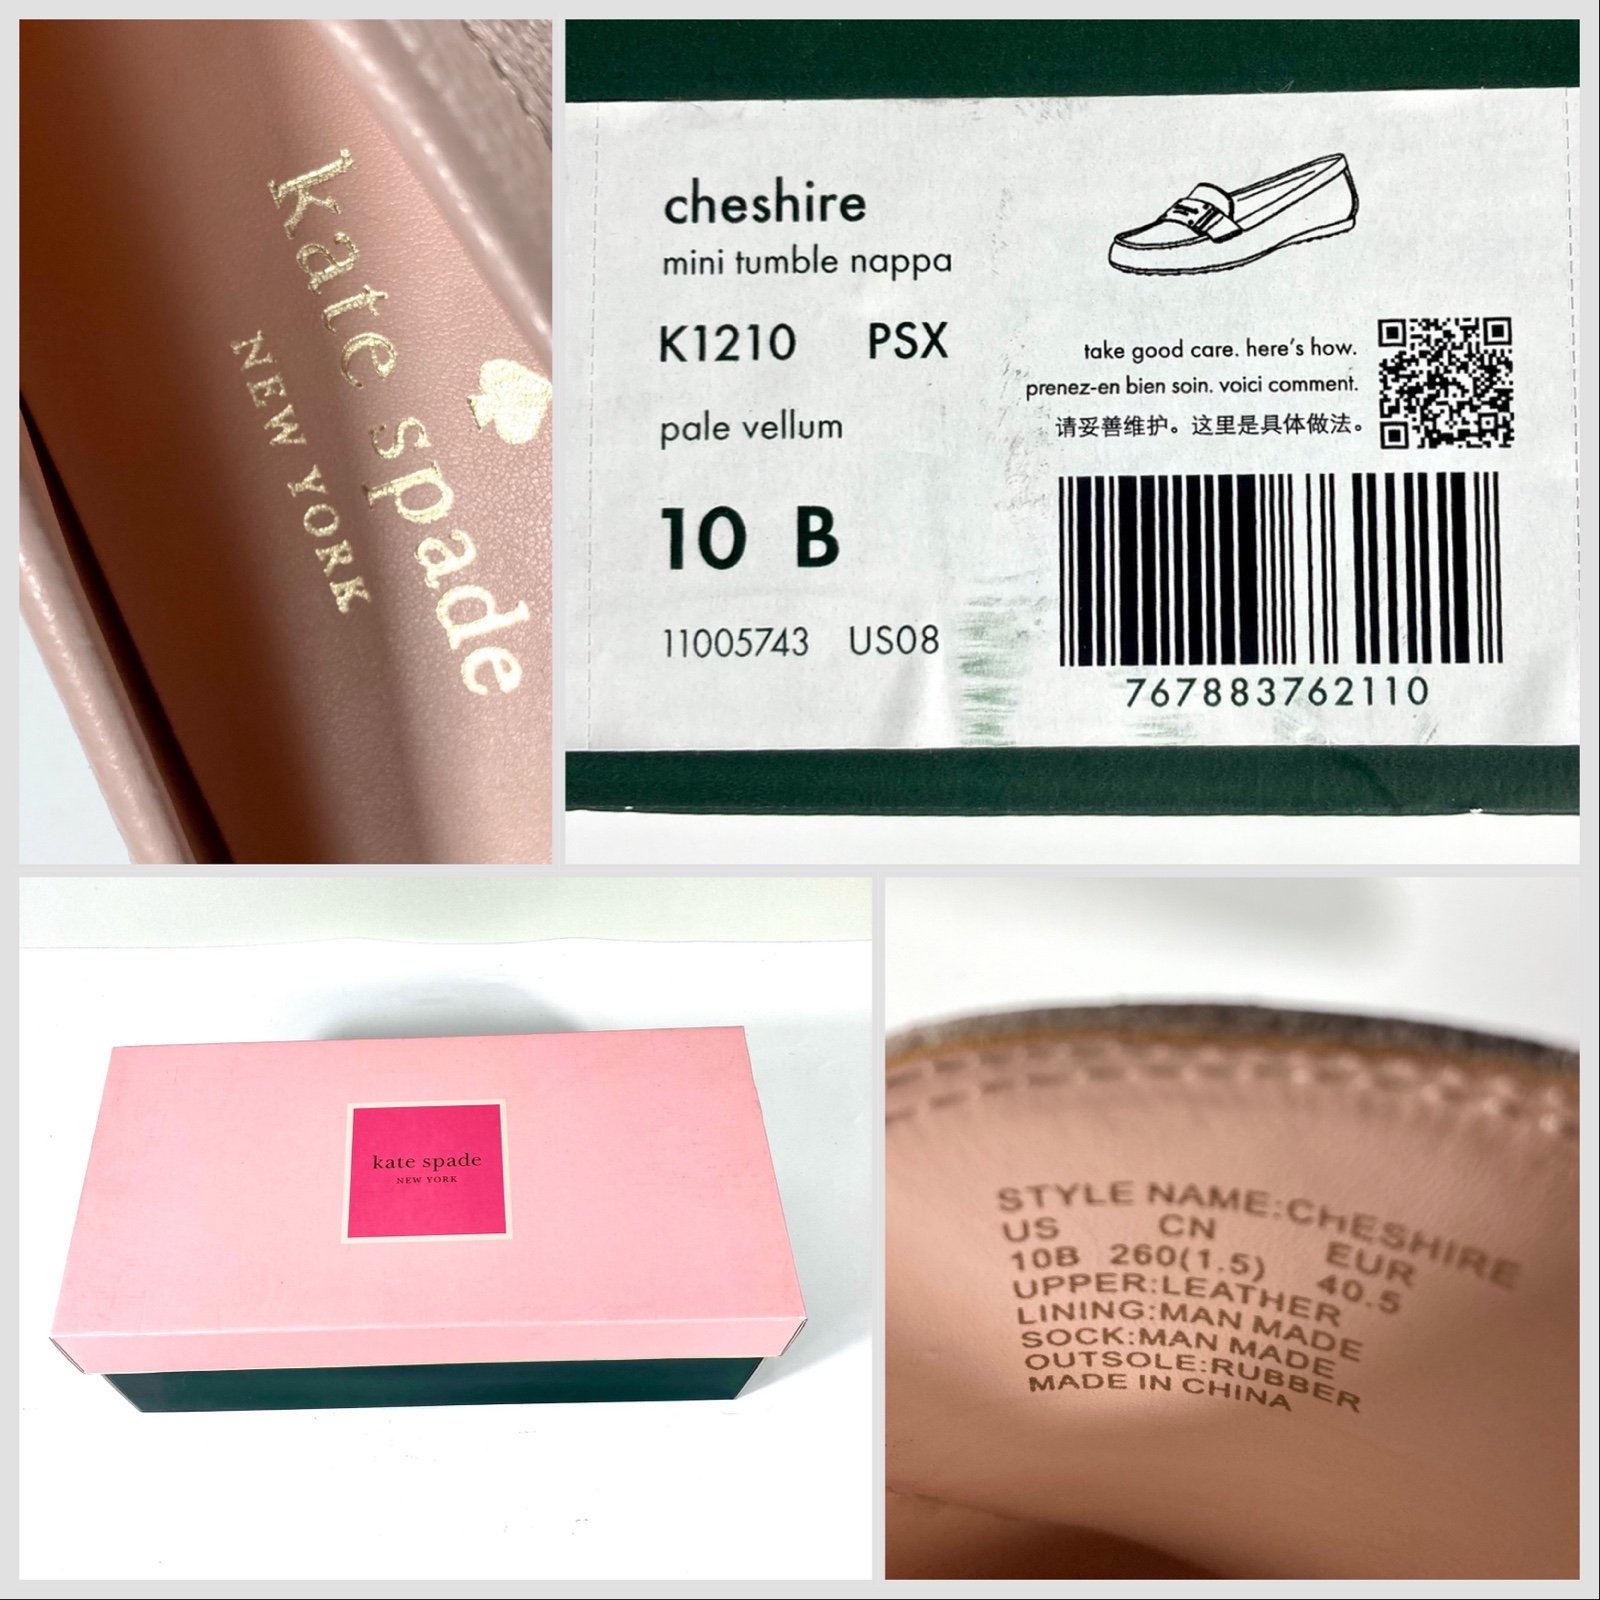 kate spade
NEW YORK
cheshire
mini tumble nappa
K1210 PSX
pale vellum
10 B
11005743 US08
take good care. here's how.
prenez-en bien soin. voici comment.
请妥善维护。这里是具体做法。
767883762110
kate spade
NEW YORK
STYLE NAME:CHESHIRE
US CN EUR
10B 260(1.5) 40.5
UPPER:LEATHER
LINING:MAN MADE
SOCK:MAN MADE
OUTSOLE:RUBBER
MADE IN CHINA